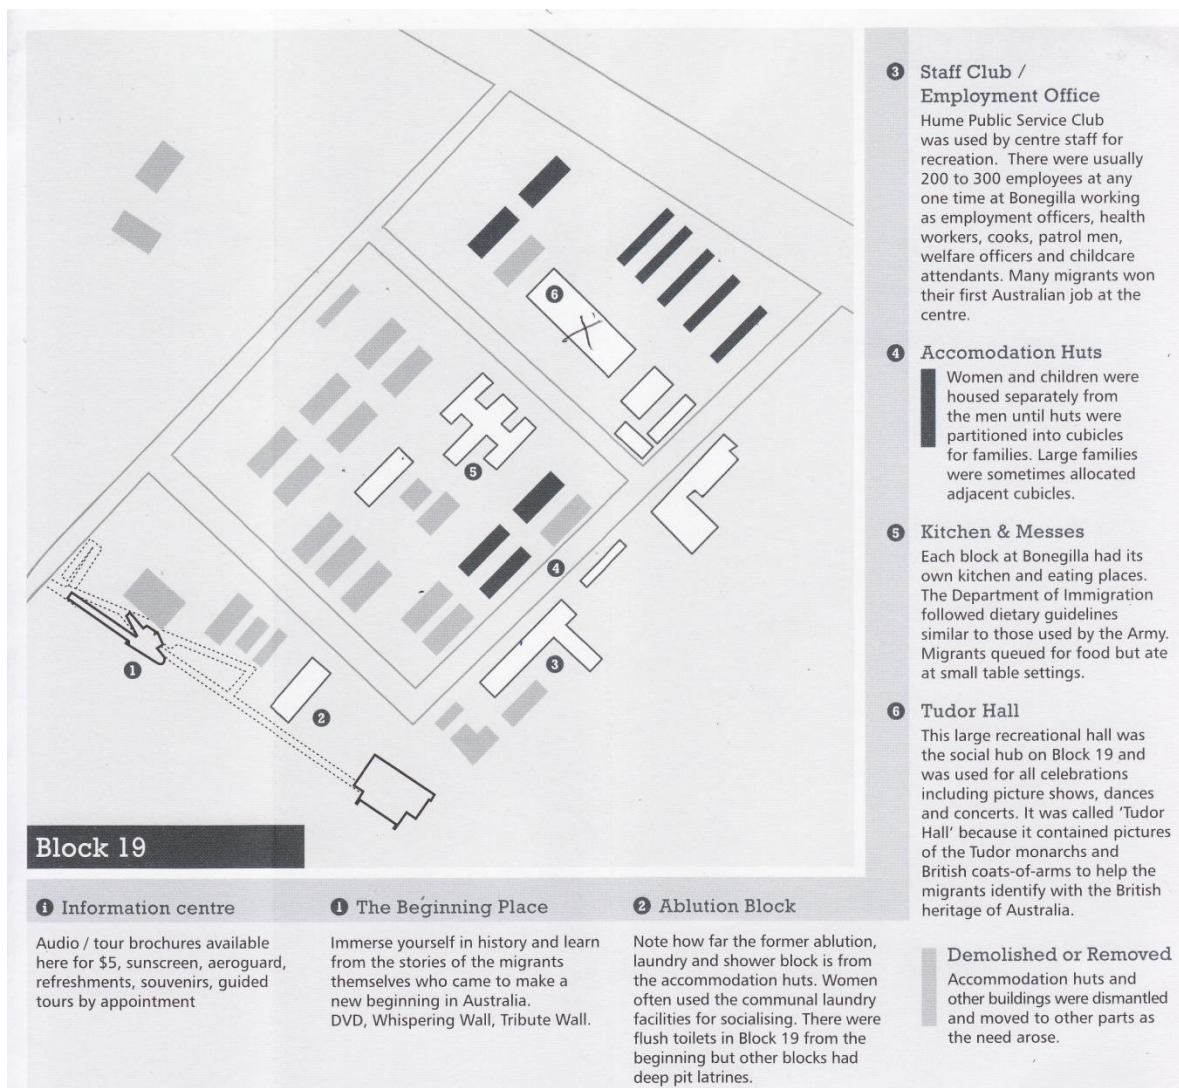 6
5
4
3
1
2
X
Block 19
3 Staff Club /
Employment Office
Hume Public Service Club
was used by centre staff for
recreation. There were usually
200 to 300 employees at any
one time at Bonegilla working
as employment officers, health
workers, cooks, patrol men,
welfare officers and childcare
attendants. Many migrants won
their first Australian job at the
centre.
4 Accomodation Huts
Women and children were
housed separately from
the men until huts were
partitioned into cubicles
for families. Large families
were sometimes allocated
adjacent cubicles.
5 Kitchen & Messes
Each block at Bonegilla had its
own kitchen and eating places.
The Department of Immigration
followed dietary guidelines
similar to those used by the Army.
Migrants queued for food but ate
at small table settings.
6 Tudor Hall
This large recreational hall was
the social hub on Block 19 and
was used for all celebrations
including picture shows, dances
and concerts. It was called ‘Tudor
Hall’ because it contained pictures
of the Tudor monarchs and
British coats-of-arms to help the
migrants identify with the British
heritage of Australia.
Demolished or Removed
Accommodation huts and
other buildings were dismantled
and moved to other parts as
the need arose.
i Information centre
Audio / tour brochures available
here for $5, sunscreen, aeroguard,
refreshments, souvenirs, guided
tours by appointment
1 The Beginning Place
Immerse yourself in history and learn
from the stories of the migrants
themselves who came to make a
new beginning in Australia.
DVD, Whispering Wall, Tribute Wall.
2 Ablution Block
Note how far the former ablution,
laundry and shower block is from
the accommodation huts. Women
often used the communal laundry
facilities for socialising. There were
flush toilets in Block 19 from the
beginning but other blocks had
deep pit latrines.